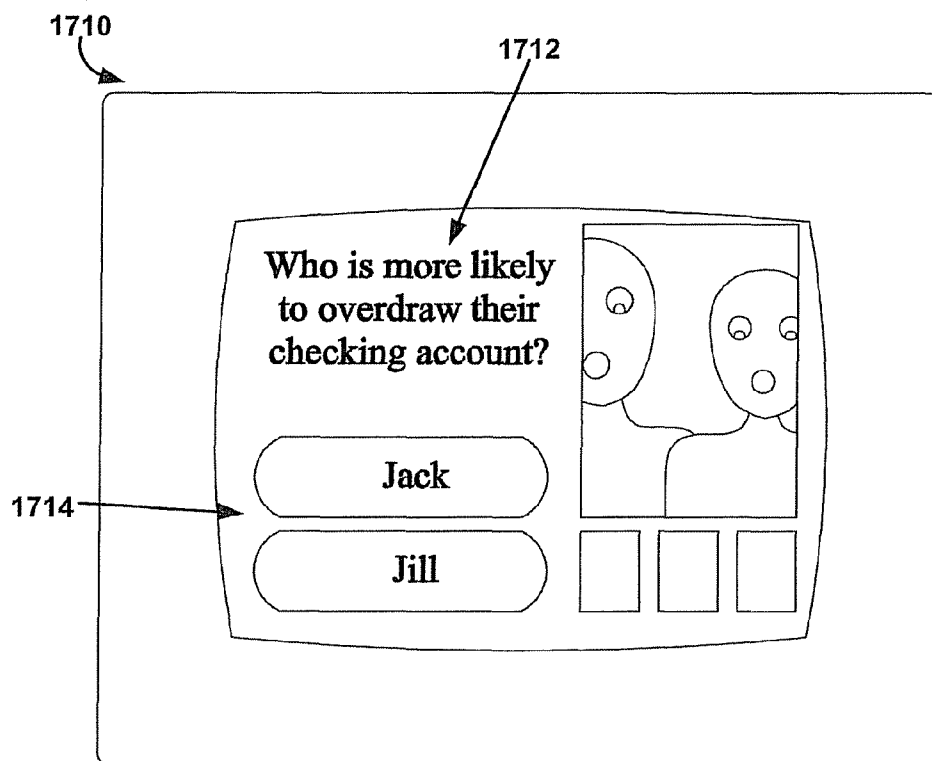 1710
1712
Who is more likely
to overdraw their
checking account?
Jack
1714
Jill